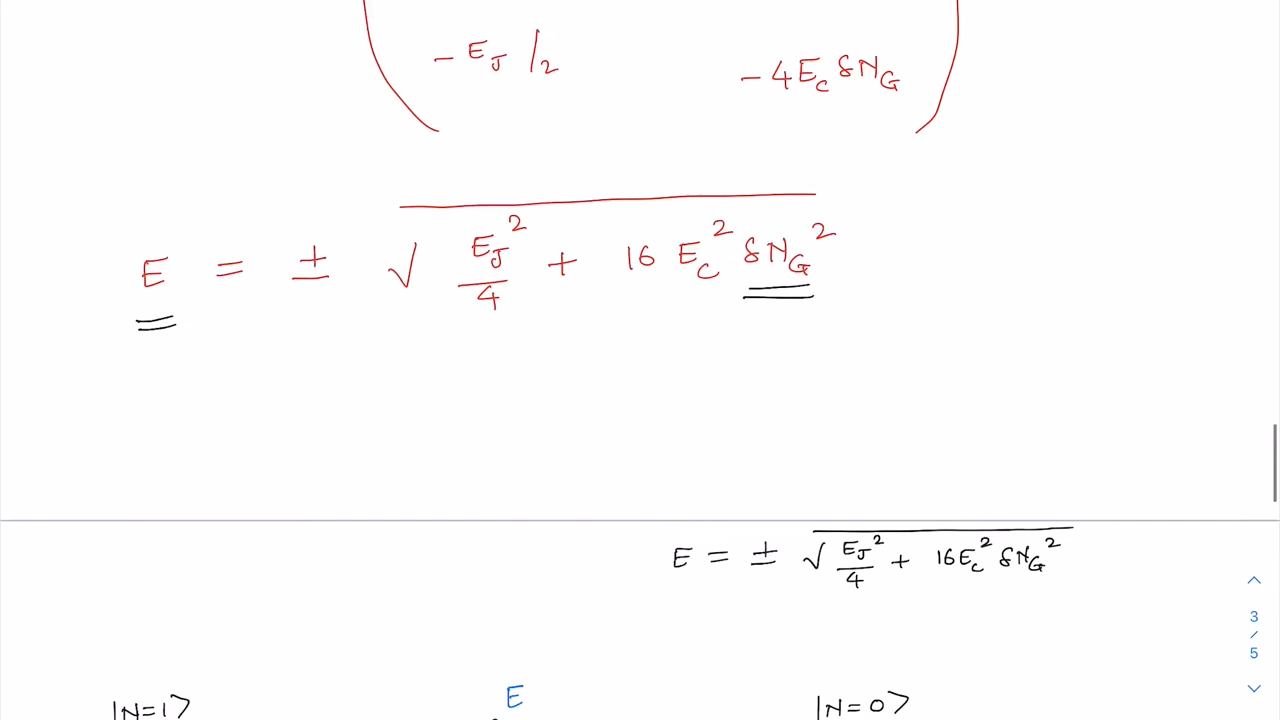 - E_J /2 - 4E_C δN_G
E = ± √ E_J²/4 + 16 E_C² δN_G²
E = ± √ E_J²/4 + 16E_C² δN_G²
3
/
5
E
|N=1> |N=0>